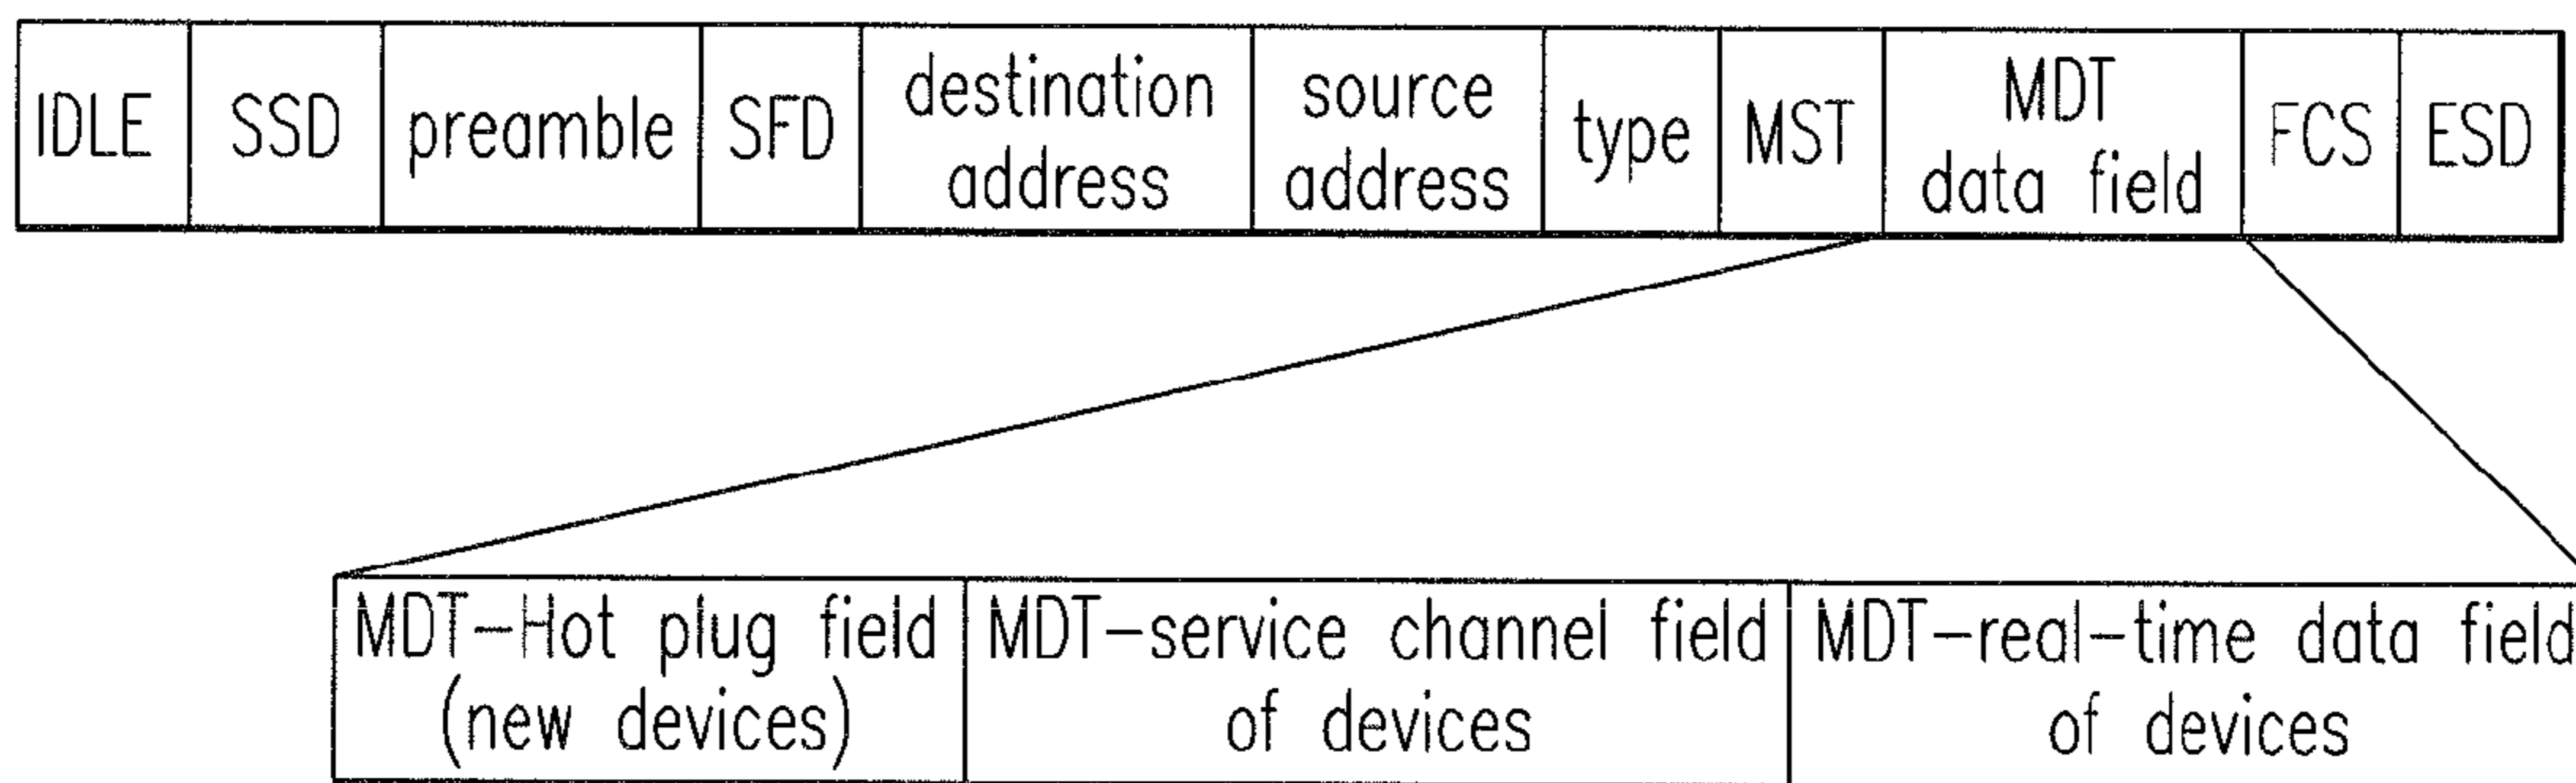 IDLE SSD preamble SFD destination address source address type MST MDT data field FCS ESD
MDT-Hot plug field (new devices) MDT-service channel field of devices MDT-real-time data field of devices